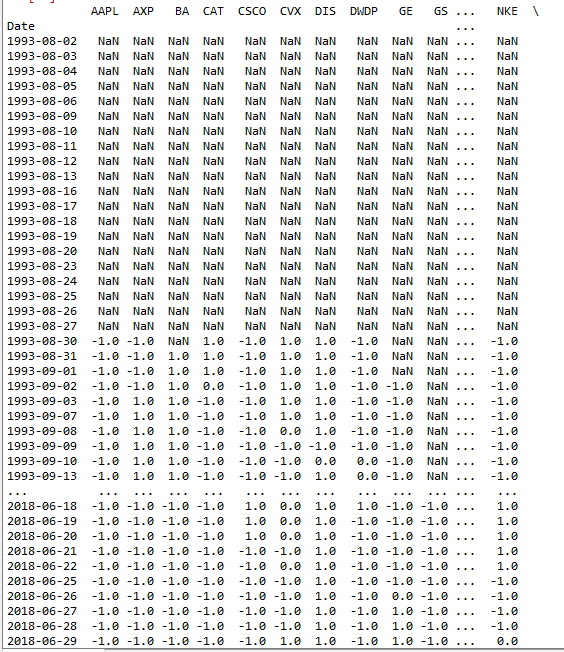 AAPL AXP BA CAT CSCO CVX DIS DWDP GE GS ... NKE \
Date ...
1993-08-02 NaN NaN NaN NaN NaN NaN NaN NaN NaN NaN ... NaN
1993-08-03 NaN NaN NaN NaN NaN NaN NaN NaN NaN NaN ... NaN
1993-08-04 NaN NaN NaN NaN NaN NaN NaN NaN NaN NaN ... NaN
1993-08-05 NaN NaN NaN NaN NaN NaN NaN NaN NaN NaN ... NaN
1993-08-06 NaN NaN NaN NaN NaN NaN NaN NaN NaN NaN ... NaN
1993-08-09 NaN NaN NaN NaN NaN NaN NaN NaN NaN NaN ... NaN
1993-08-10 NaN NaN NaN NaN NaN NaN NaN NaN NaN NaN ... NaN
1993-08-11 NaN NaN NaN NaN NaN NaN NaN NaN NaN NaN ... NaN
1993-08-12 NaN NaN NaN NaN NaN NaN NaN NaN NaN NaN ... NaN
1993-08-13 NaN NaN NaN NaN NaN NaN NaN NaN NaN NaN ... NaN
1993-08-16 NaN NaN NaN NaN NaN NaN NaN NaN NaN NaN ... NaN
1993-08-17 NaN NaN NaN NaN NaN NaN NaN NaN NaN NaN ... NaN
1993-08-18 NaN NaN NaN NaN NaN NaN NaN NaN NaN NaN ... NaN
1993-08-19 NaN NaN NaN NaN NaN NaN NaN NaN NaN NaN ... NaN
1993-08-20 NaN NaN NaN NaN NaN NaN NaN NaN NaN NaN ... NaN
1993-08-23 NaN NaN NaN NaN NaN NaN NaN NaN NaN NaN ... NaN
1993-08-24 NaN NaN NaN NaN NaN NaN NaN NaN NaN NaN ... NaN
1993-08-25 NaN NaN NaN NaN NaN NaN NaN NaN NaN NaN ... NaN
1993-08-26 NaN NaN NaN NaN NaN NaN NaN NaN NaN NaN ... NaN
1993-08-27 NaN NaN NaN NaN NaN NaN NaN NaN NaN NaN ... NaN
1993-08-30 -1.0 -1.0 NaN 1.0 -1.0 1.0 1.0 -1.0 NaN NaN ... -1.0
1993-08-31 -1.0 -1.0 1.0 1.0 -1.0 1.0 1.0 -1.0 NaN NaN ... -1.0
1993-09-01 -1.0 -1.0 1.0 1.0 -1.0 1.0 1.0 -1.0 NaN NaN ... -1.0
1993-09-02 -1.0 -1.0 1.0 0.0 -1.0 1.0 1.0 -1.0 -1.0 NaN ... -1.0
1993-09-03 -1.0 1.0 1.0 -1.0 -1.0 1.0 1.0 -1.0 -1.0 NaN ... -1.0
1993-09-07 -1.0 1.0 1.0 -1.0 -1.0 1.0 1.0 -1.0 -1.0 NaN ... -1.0
1993-09-08 -1.0 1.0 1.0 -1.0 -1.0 0.0 1.0 -1.0 -1.0 NaN ... -1.0
1993-09-09 -1.0 1.0 1.0 -1.0 -1.0 -1.0 -1.0 -1.0 -1.0 NaN ... -1.0
1993-09-10 -1.0 1.0 1.0 -1.0 -1.0 -1.0 0.0 0.0 -1.0 NaN ... -1.0
1993-09-13 -1.0 1.0 1.0 -1.0 -1.0 -1.0 1.0 0.0 -1.0 NaN ... -1.0
... ... ... ... ... ... ... ... ... ... ... ... ...
2018-06-18 -1.0 -1.0 -1.0 -1.0 1.0 0.0 1.0 1.0 -1.0 -1.0 ... 1.0
2018-06-19 -1.0 -1.0 -1.0 -1.0 1.0 0.0 1.0 -1.0 -1.0 -1.0 ... 1.0
2018-06-20 -1.0 -1.0 -1.0 -1.0 1.0 0.0 1.0 -1.0 -1.0 -1.0 ... 1.0
2018-06-21 -1.0 -1.0 -1.0 -1.0 -1.0 -1.0 1.0 -1.0 -1.0 -1.0 ... 1.0
2018-06-22 -1.0 -1.0 -1.0 -1.0 -1.0 0.0 1.0 -1.0 -1.0 -1.0 ... 1.0
2018-06-25 -1.0 -1.0 -1.0 -1.0 -1.0 -1.0 1.0 -1.0 -1.0 -1.0 ... -1.0
2018-06-26 -1.0 -1.0 -1.0 -1.0 -1.0 -1.0 1.0 -1.0 0.0 -1.0 ... -1.0
2018-06-27 -1.0 -1.0 -1.0 -1.0 -1.0 1.0 1.0 -1.0 1.0 -1.0 ... -1.0
2018-06-28 -1.0 -1.0 -1.0 -1.0 -1.0 1.0 1.0 -1.0 1.0 -1.0 ... -1.0
2018-06-29 -1.0 -1.0 -1.0 -1.0 -1.0 1.0 1.0 -1.0 1.0 -1.0 ... 0.0